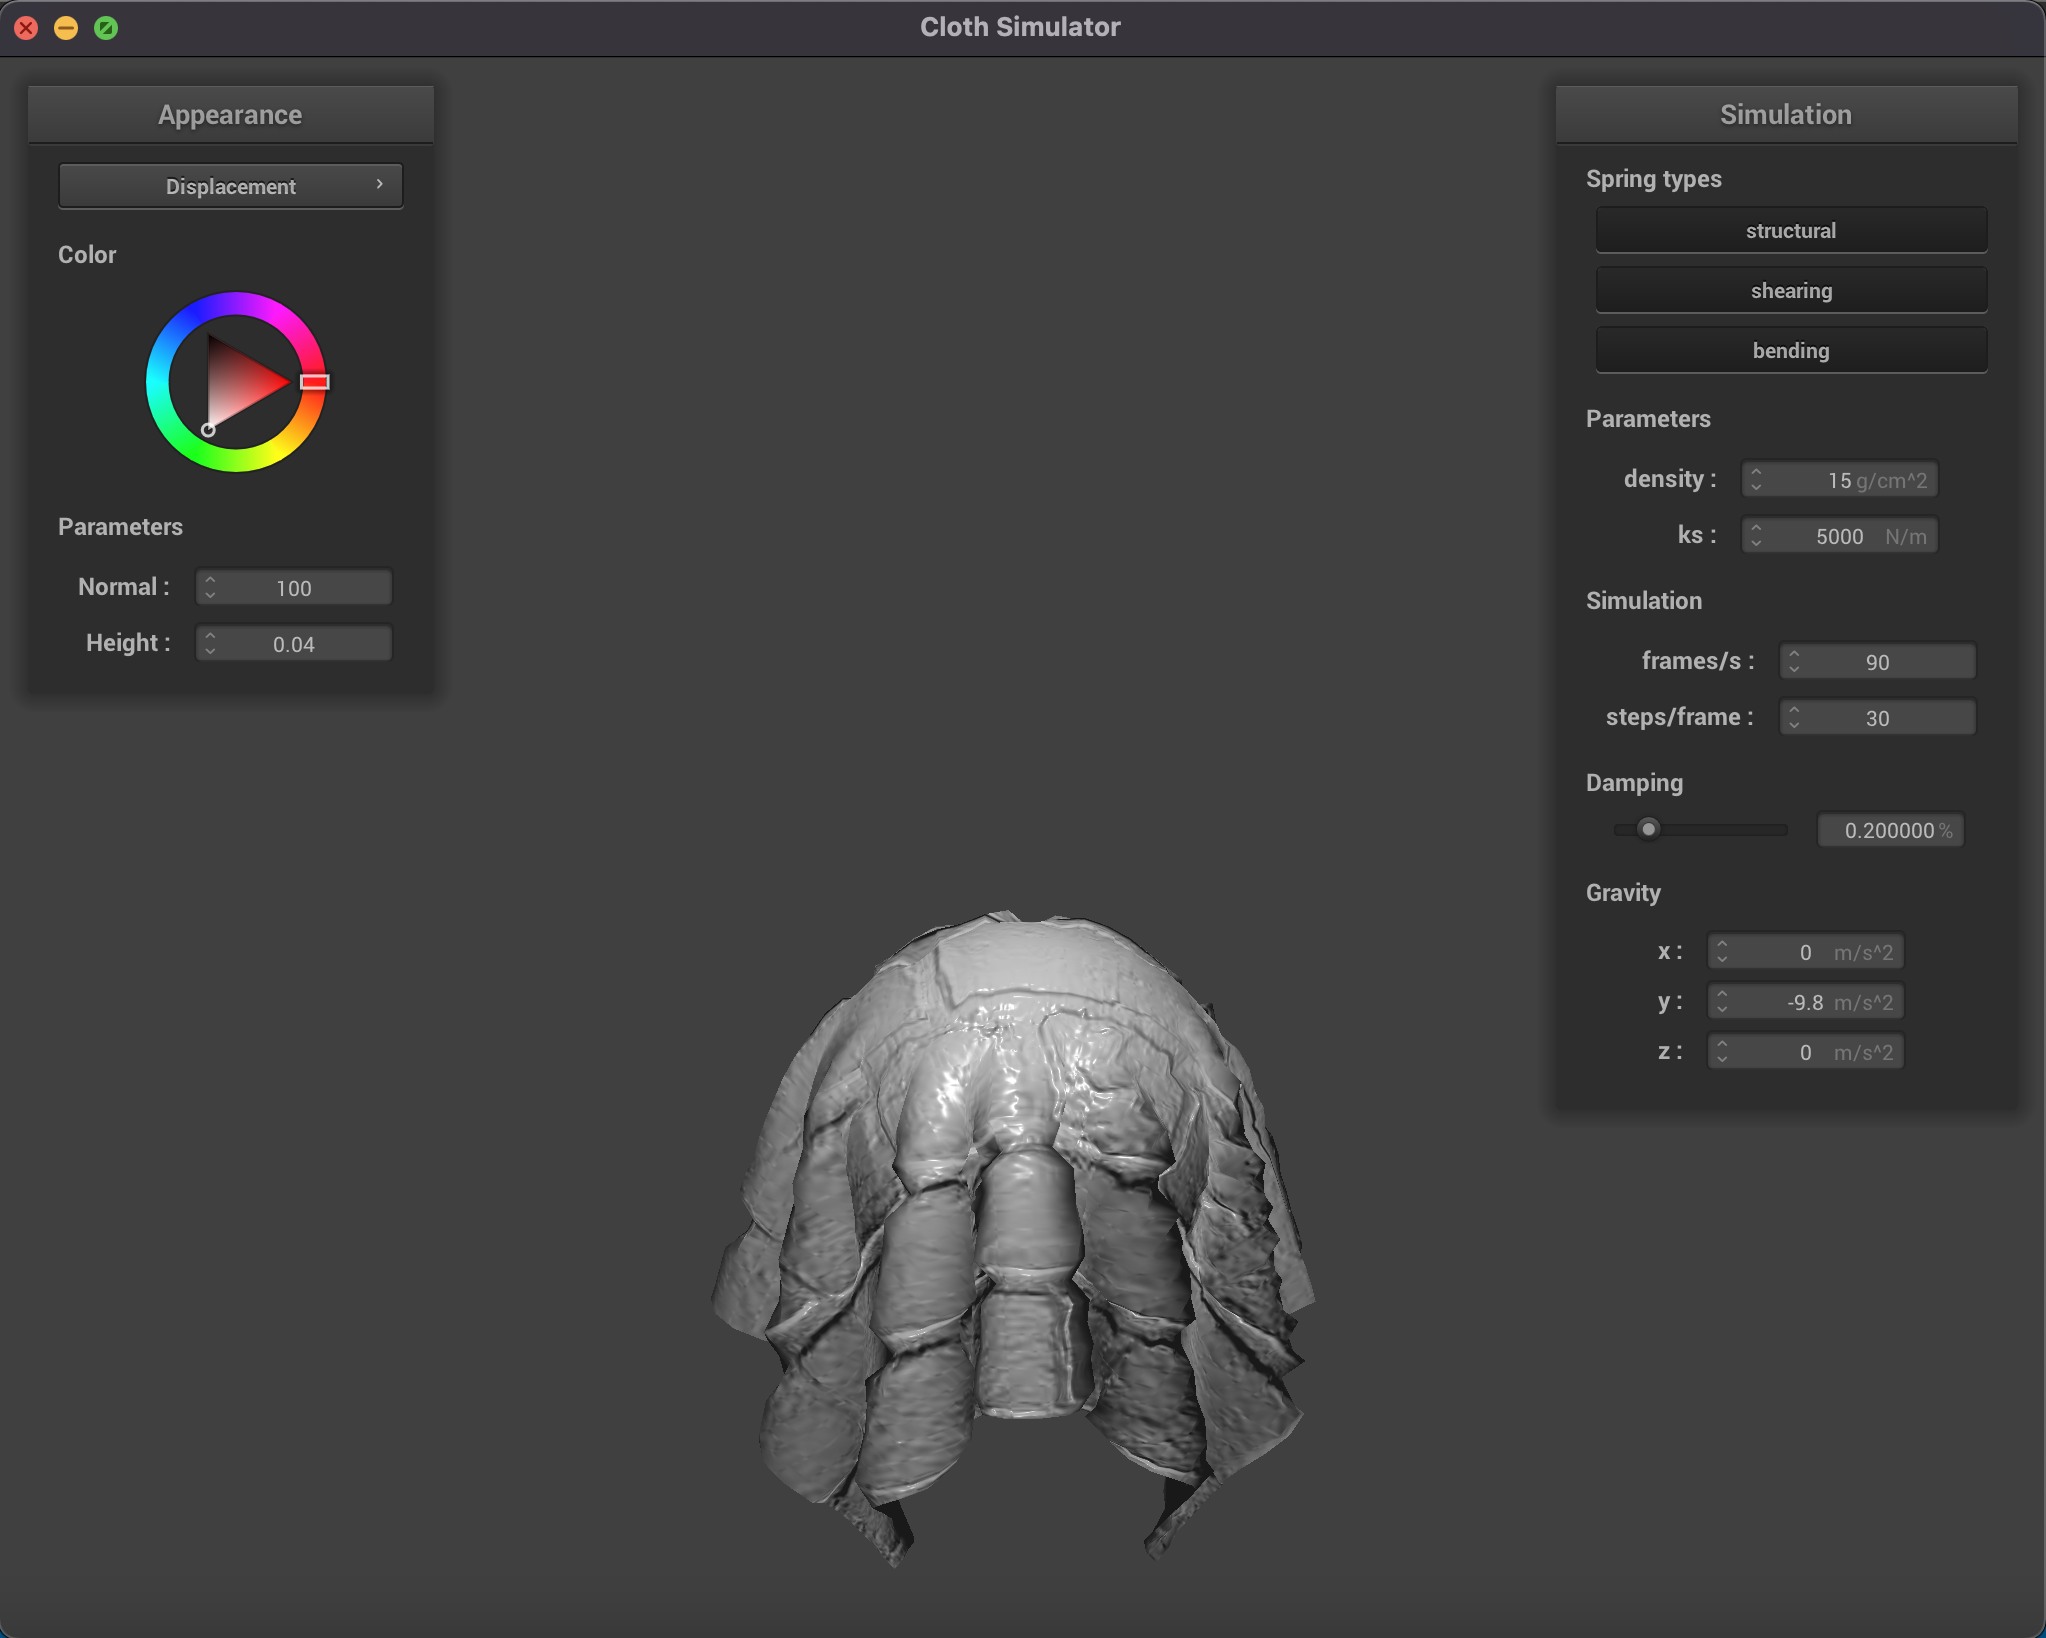 Cloth Simulator
Appearance
Displacement
Color
Parameters
Normal : 100
Height : 0.04
Simulation
Spring types
structural
shearing
bending
Parameters
density : 15 g/cm^2
ks : 5000 N/m
Simulation
frames/s : 90
steps/frame : 30
Damping
0.200000 %
Gravity
x : 0 m/s^2
y : -9.8 m/s^2
z : 0 m/s^2